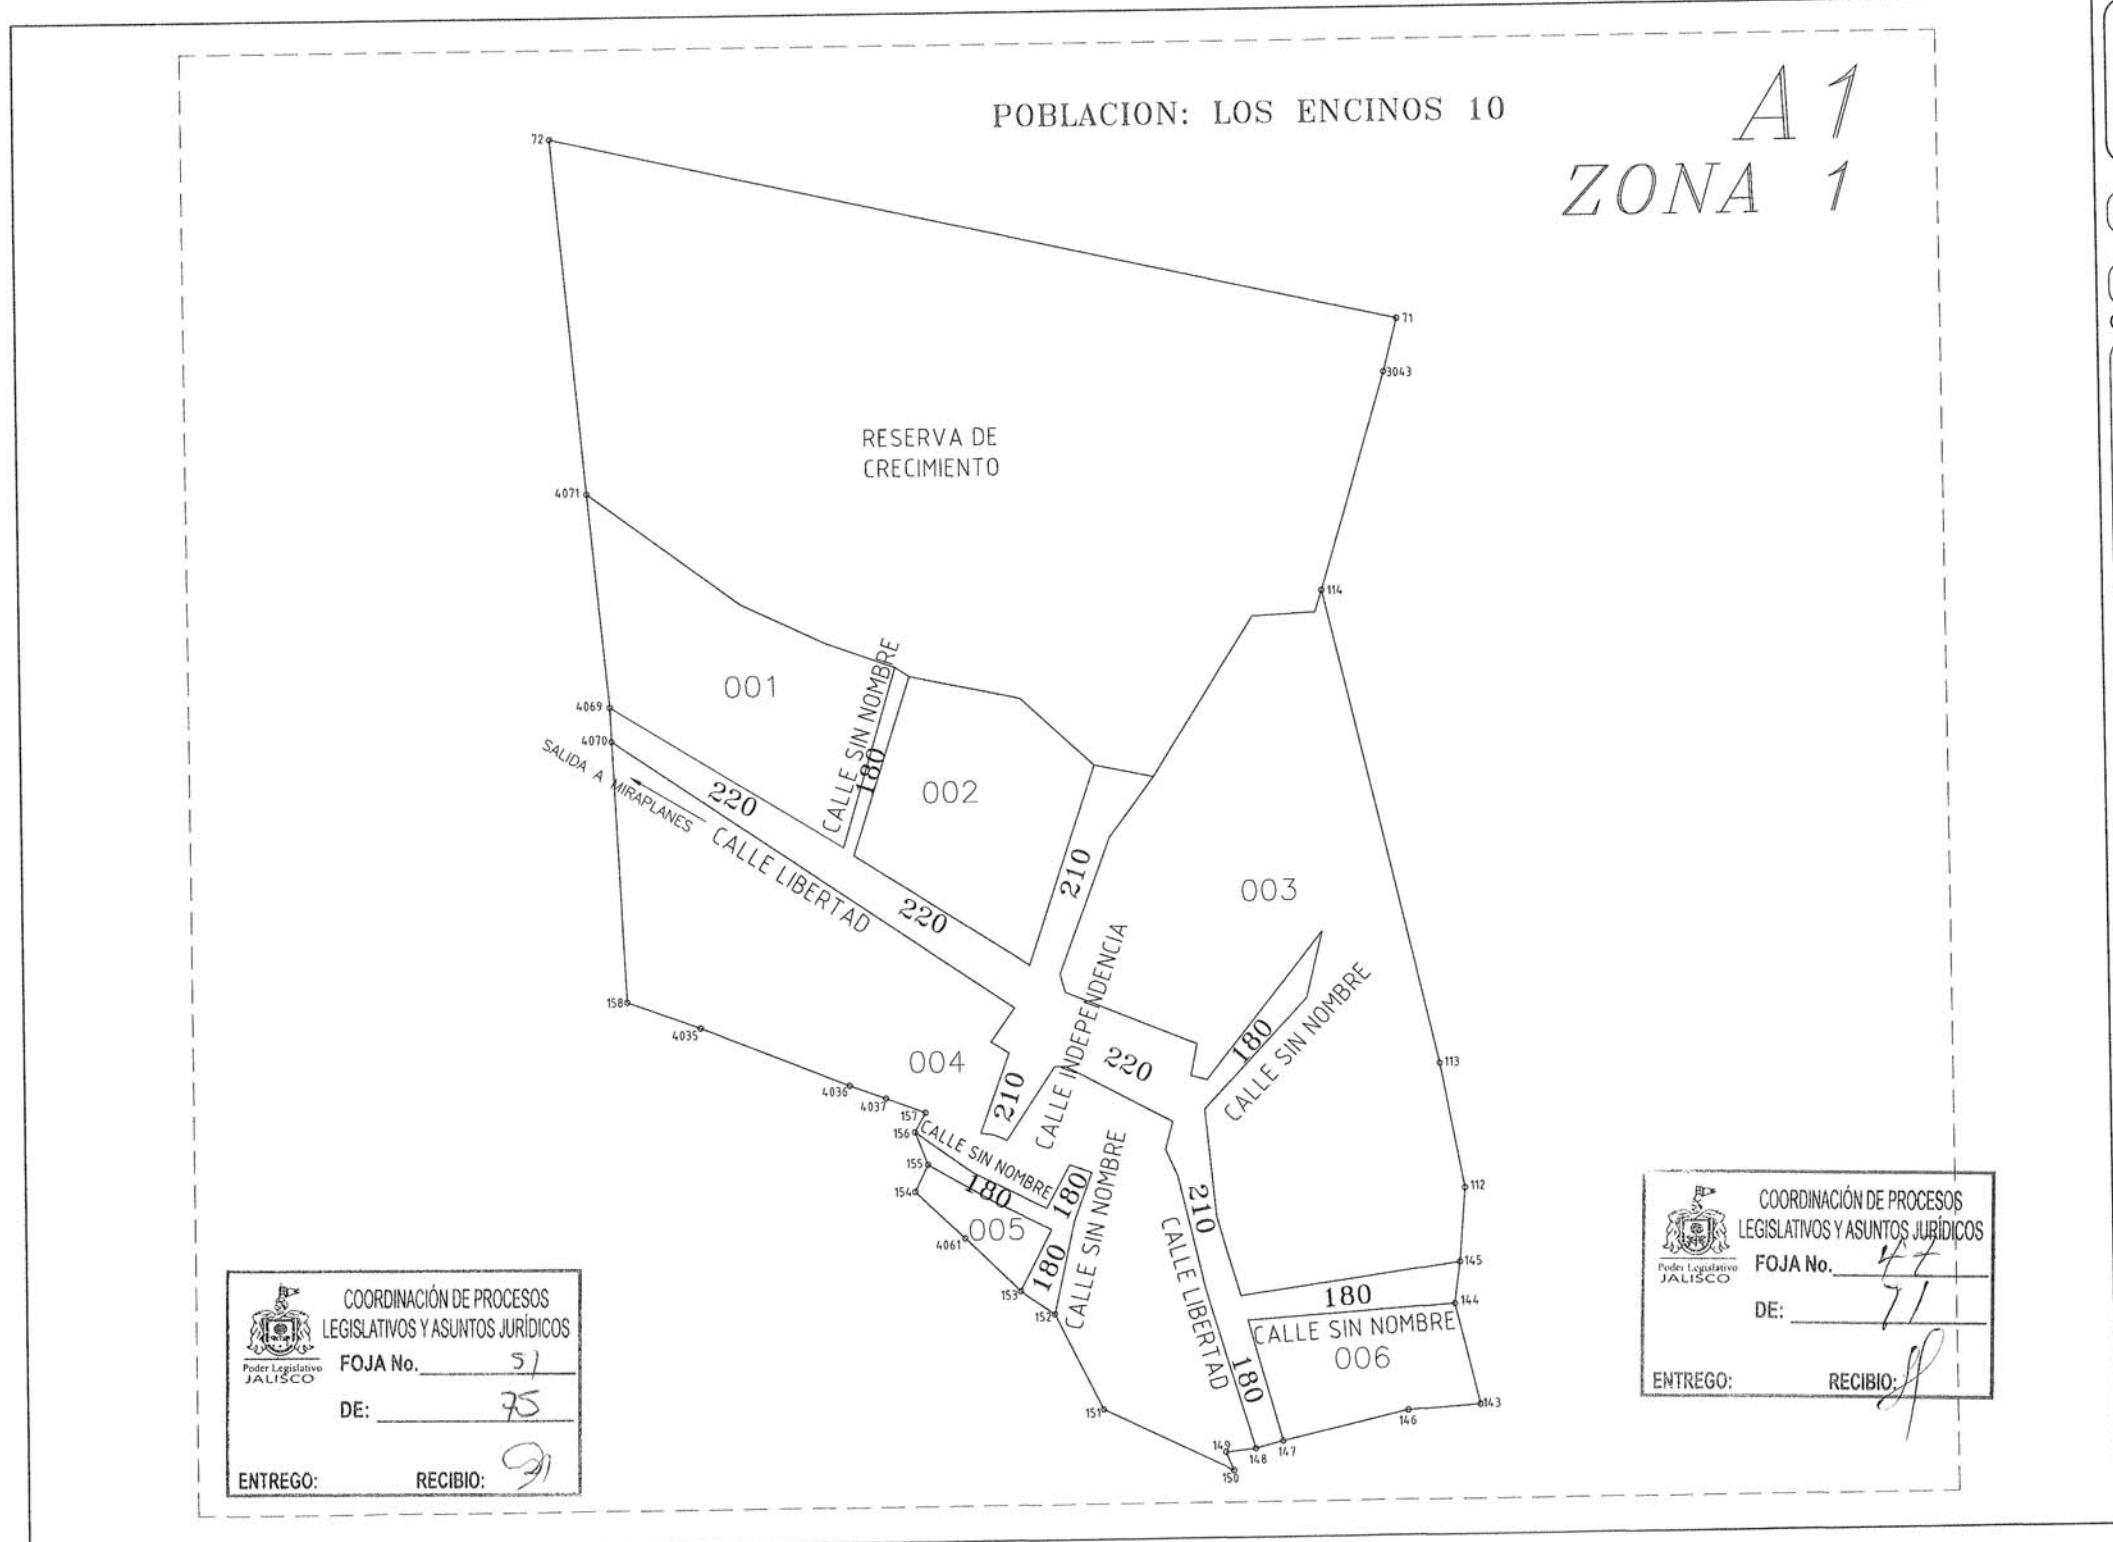 POBLACION: LOS ENCINOS 10
A1
ZONA 1
72
71
3043
RESERVA DE
CRECIMIENTO
4071
114
001
CALLE SIN NOMBRE
180
4069
4070
SALIDA A MIRAPLANES
220
CALLE LIBERTAD
002
220
210
003
CALLE INDEPENDENCIA
158
4035
004
4036
4037
157
210
220
180
CALLE SIN NOMBRE
113
156
CALLE SIN NOMBRE
155
180
154
005
4061
180
180
CALLE SIN NOMBRE
153
152
210
CALLE LIBERTAD
112
145
180
144
CALLE SIN NOMBRE
006
180
151
149
150
148
147
146
143
COORDINACIÓN DE PROCESOS
LEGISLATIVOS Y ASUNTOS JURÍDICOS
Poder Legislativo
JALISCO
FOJA No. 47
DE: 71
ENTREGO: RECIBIO:
COORDINACIÓN DE PROCESOS
LEGISLATIVOS Y ASUNTOS JURÍDICOS
Poder Legislativo
JALISCO
FOJA No. 51
DE: 75
ENTREGO: RECIBIO: